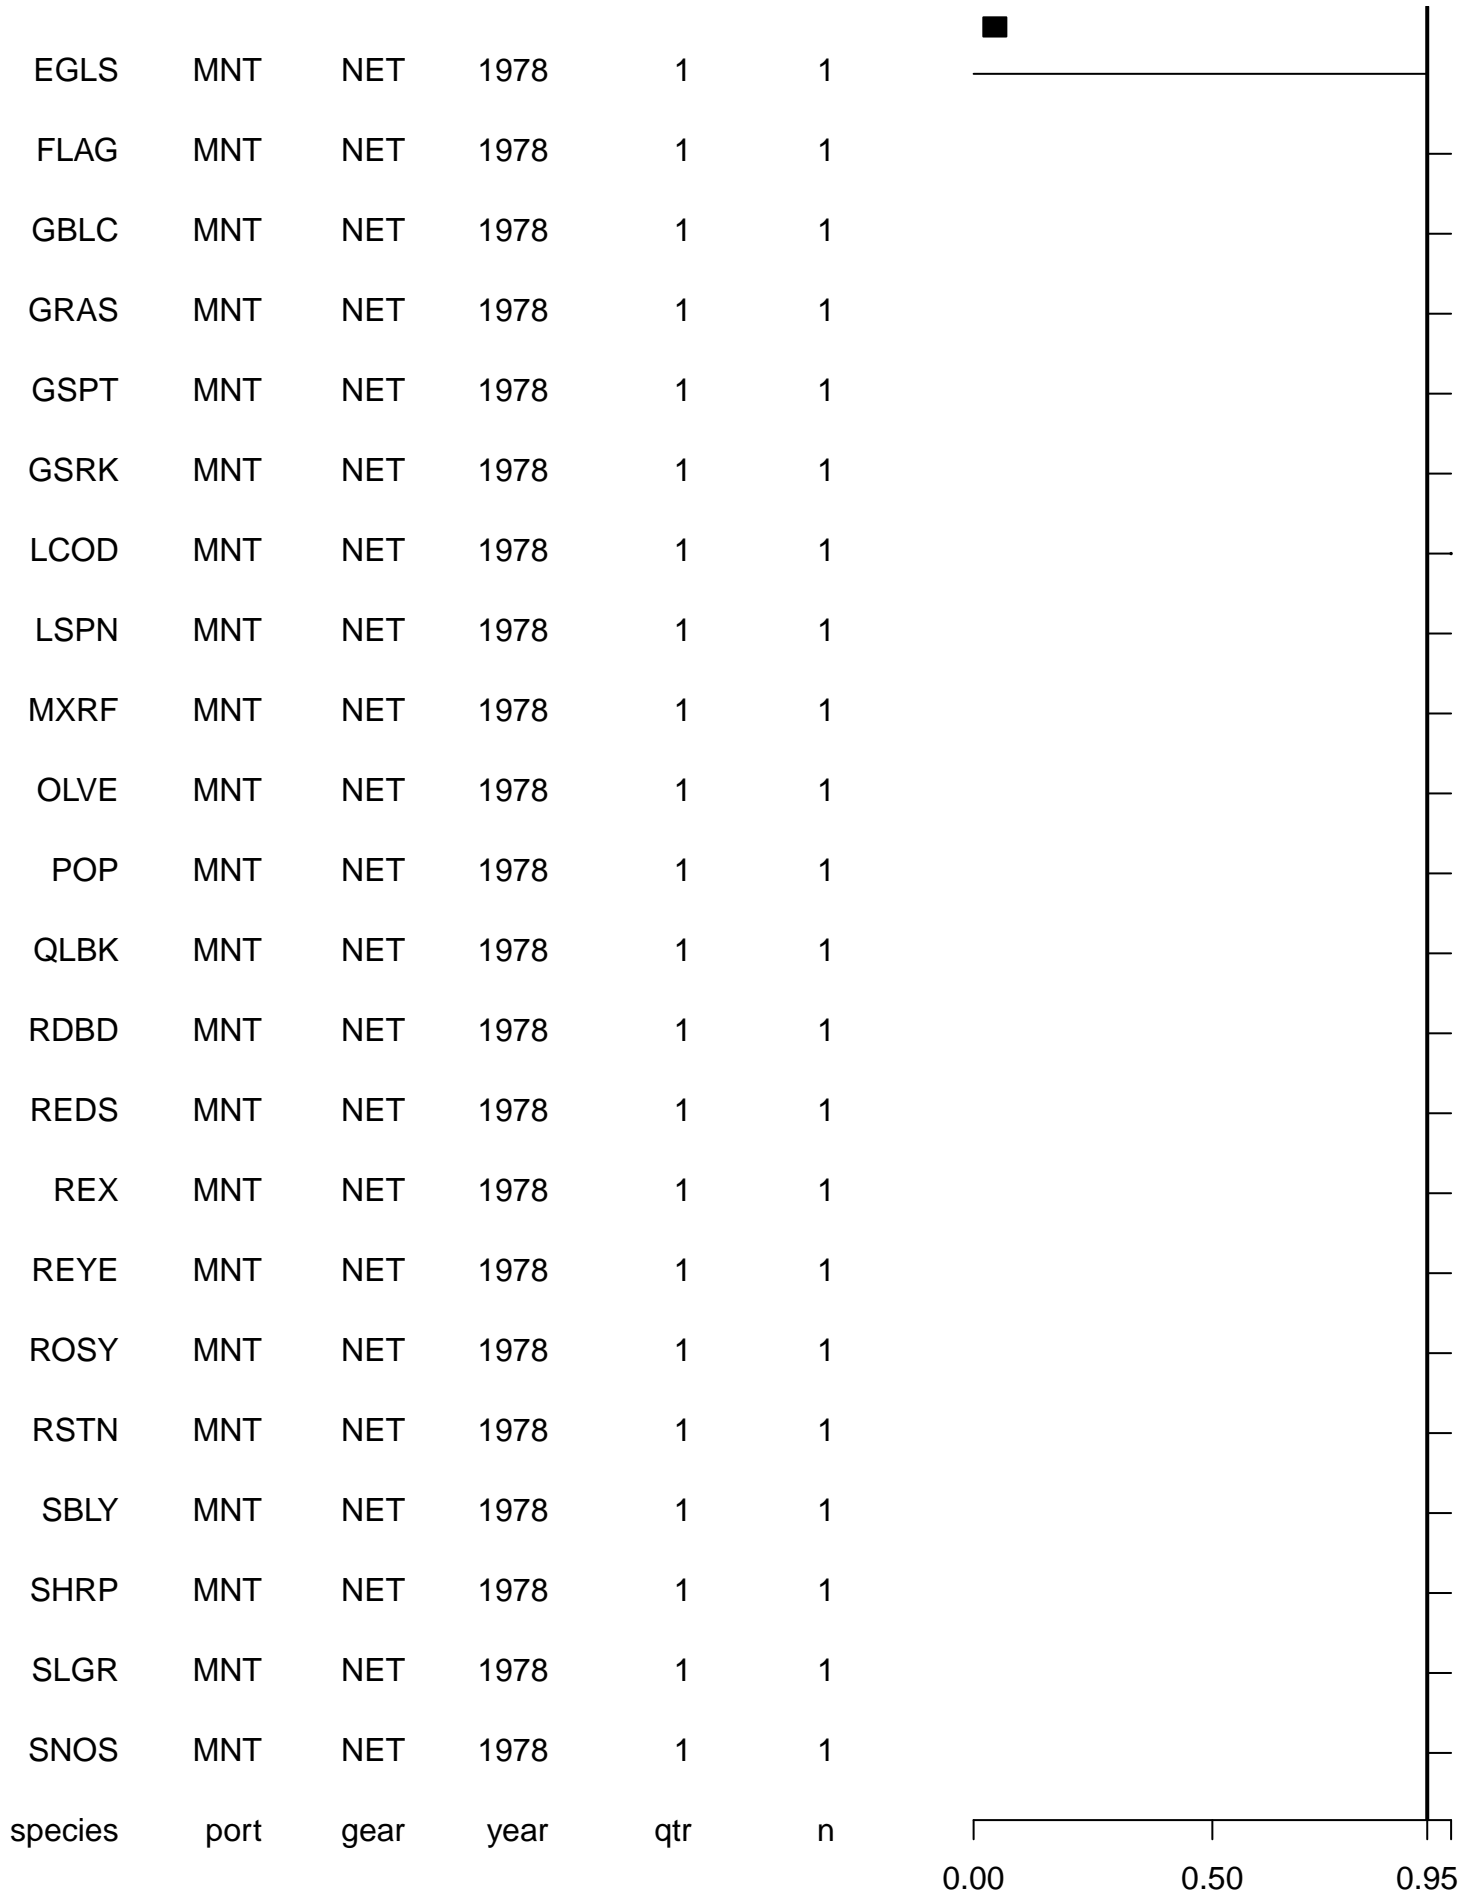 EGLS MNT NET 1978 1 1
FLAG MNT NET 1978 1 1
GBLC MNT NET 1978 1 1
GRAS MNT NET 1978 1 1
GSPT MNT NET 1978 1 1
GSRK MNT NET 1978 1 1
LCOD MNT NET 1978 1 1
LSPN MNT NET 1978 1 1
MXRF MNT NET 1978 1 1
OLVE MNT NET 1978 1 1
POP MNT NET 1978 1 1
QLBK MNT NET 1978 1 1
RDBD MNT NET 1978 1 1
REDS MNT NET 1978 1 1
REX MNT NET 1978 1 1
REYE MNT NET 1978 1 1
ROSY MNT NET 1978 1 1
RSTN MNT NET 1978 1 1
SBLY MNT NET 1978 1 1
SHRP MNT NET 1978 1 1
SLGR MNT NET 1978 1 1
SNOS MNT NET 1978 1 1
species port gear year qtr n
0.00 0.50 0.95